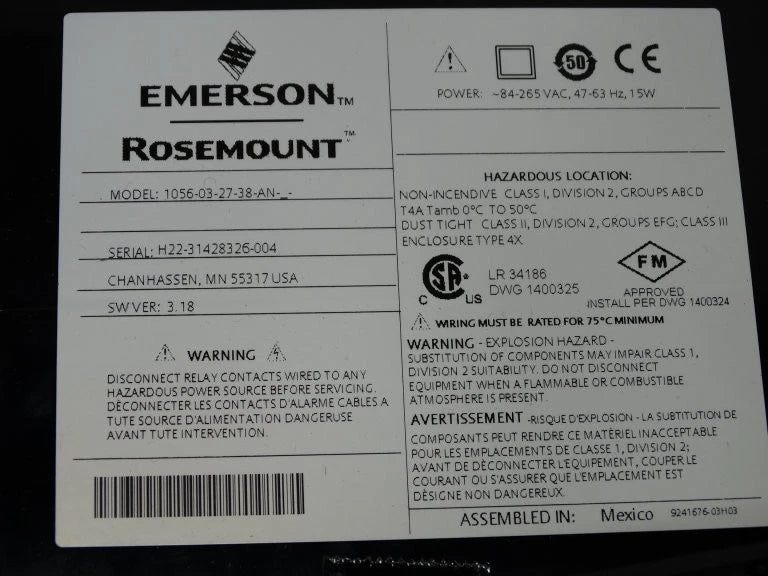 EMERSON™
ROSEMOUNT™
MODEL: 1056-03-27-38-AN-_-
SERIAL: H22-31428326-004
CHANHASSEN, MN 55317 USA
SW VER: 3.18
WARNING
DISCONNECT RELAY CONTACTS WIRED TO ANY
HAZARDOUS POWER SOURCE BEFORE SERVICING.
DÉCONNECTER LES CONTACTS D'ALARME CABLES A
TUTE SOURCE D'ALIMENTATION DANGERUSE
AVANT TUTE INTERVENTION.
50
CE
POWER: ~84-265 VAC, 47-63 Hz, 15W
HAZARDOUS LOCATION:
NON-INCENDIVE CLASS I, DIVISION 2, GROUPS ABCD
T4A Tamb 0°C TO 50°C
DUST TIGHT CLASS II, DIVISION 2, GROUPS EFG; CLASS III
ENCLOSURE TYPE 4X
C SA US
LR 34186
DWG 1400325
FM
APPROVED
INSTALL PER DWG 1400324
WIRING MUST BE RATED FOR 75°C MINIMUM
WARNING - EXPLOSION HAZARD -
SUBSTITUTION OF COMPONENTS MAY IMPAIR CLASS 1,
DIVISION 2 SUITABILITY. DO NOT DISCONNECT
EQUIPMENT WHEN A FLAMMABLE OR COMBUSTIBLE
ATMOSPHERE IS PRESENT.
AVERTISSEMENT -RISQUE D'EXPLOSION - LA SUBTITUTION DE
COMPOSANTS PEUT RENDRE CE MATÉRIEL INACCEPTABLE
POUR LES EMPLACEMENTS DE CLASSE 1, DIVISION 2;
AVANT DE DÉCONNECTER L'EQUIPEMENT, COUPER LE
COURANT OU S'ASSURER QUE L'EMPLACEMENT EST
DÉSIGNE NON DANGEREUX.
ASSEMBLED IN: Mexico 9241676-03H03